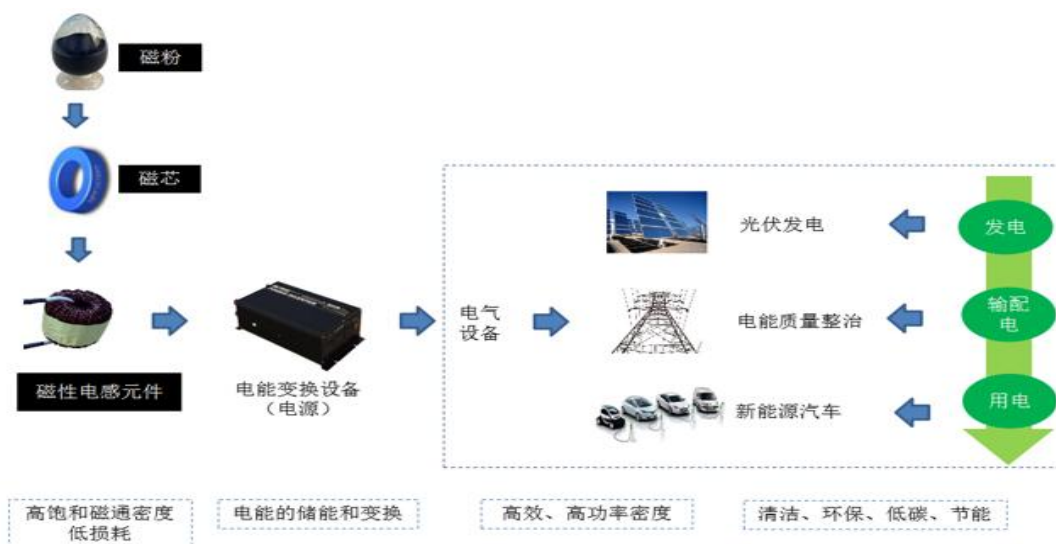 磁粉
磁芯
磁性电感元件
电能变换设备
（电源）
电气
设备
光伏发电
发电
电能质量整治
输配
电
新能源汽车
用电
高饱和磁通密度
低损耗
电能的储能和变换
高效、高功率密度
清洁、环保、低碳、节能